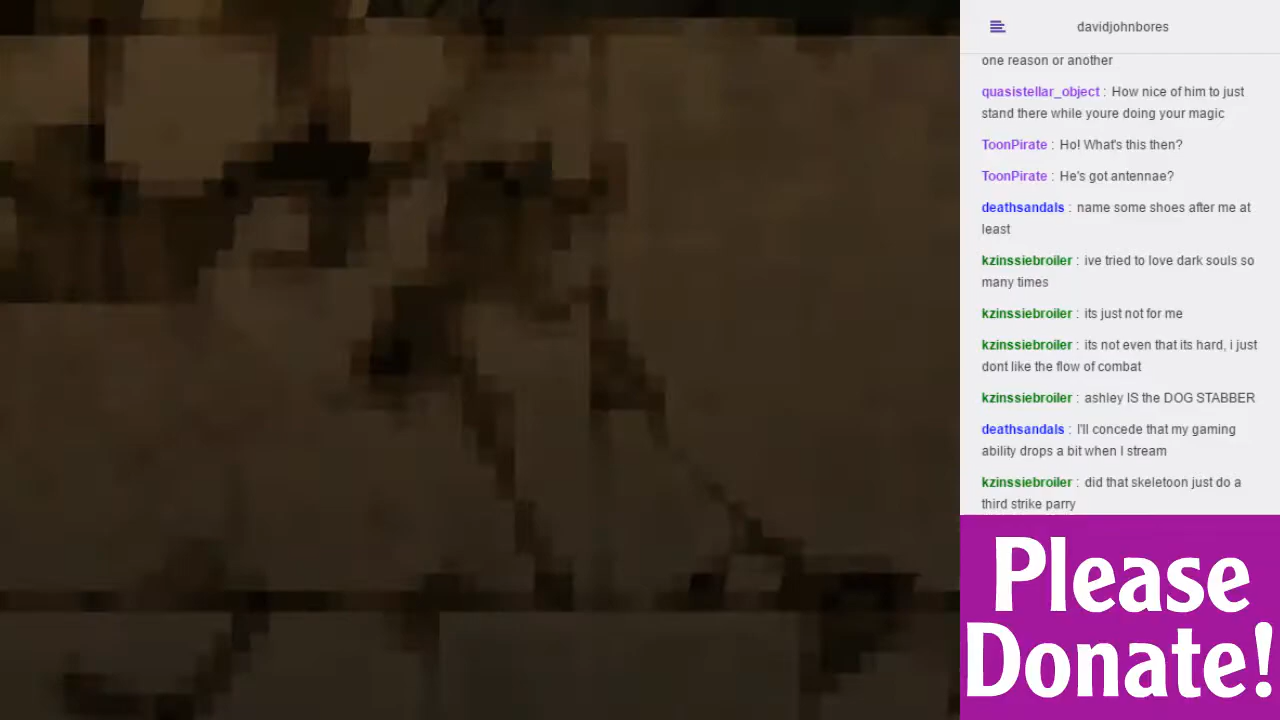 davidjohnbores
one reason or another
quasistellar_object : How nice of him to just
stand there while youre doing your magic
ToonPirate : Ho! What's this then?
ToonPirate : He's got antennae?
deathsandals : name some shoes after me at
least
kzinssiebroiler : ive tried to love dark souls so
many times
kzinssiebroiler : its just not for me
kzinssiebroiler : its not even that its hard, i just
dont like the flow of combat
kzinssiebroiler : ashley IS the DOG STABBER
deathsandals : I'll concede that my gaming
ability drops a bit when I stream
kzinssiebroiler : did that skeletoon just do a
third strike parry
Please
Donate!